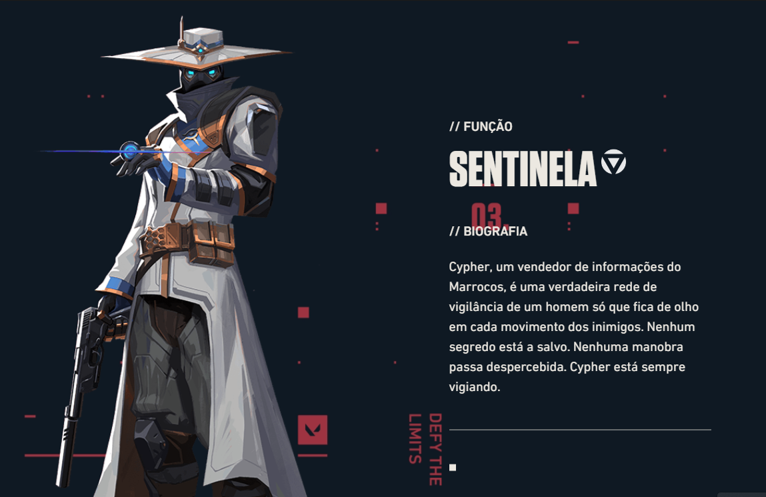 // FUNÇÃO
SENTINELA
03.
// BIOGRAFIA
Cypher, um vendedor de informações do
Marrocos, é uma verdadeira rede de
vigilância de um homem só que fica de olho
em cada movimento dos inimigos. Nenhum
segredo está a salvo. Nenhuma manobra
passa despercebida. Cypher está sempre
vigiando.
DEFY THE
LIMITS